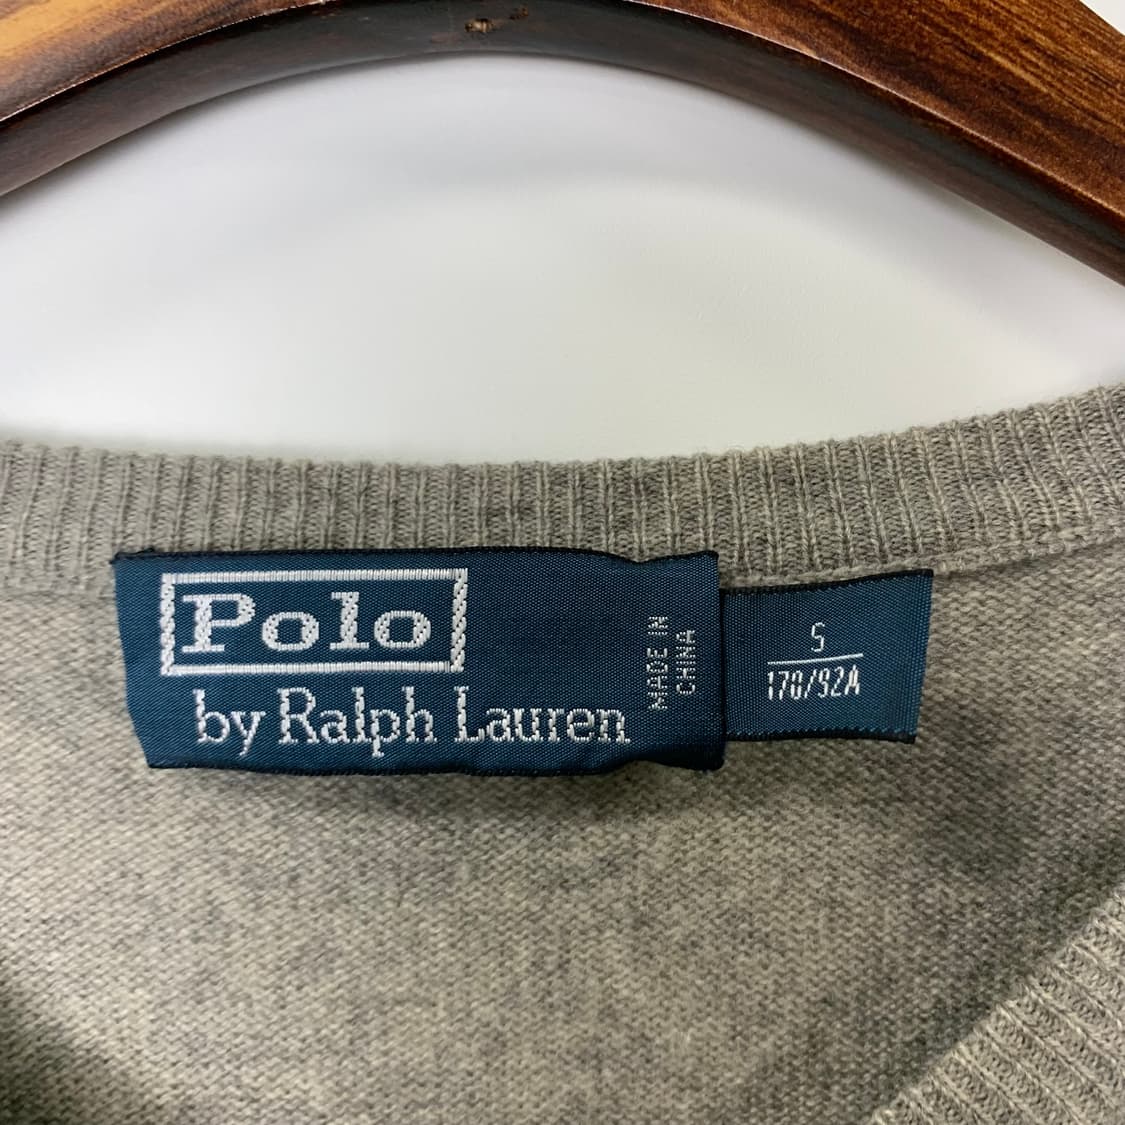 Polo
by Ralph Lauren
MADE IN
CHINA
S
170/92A